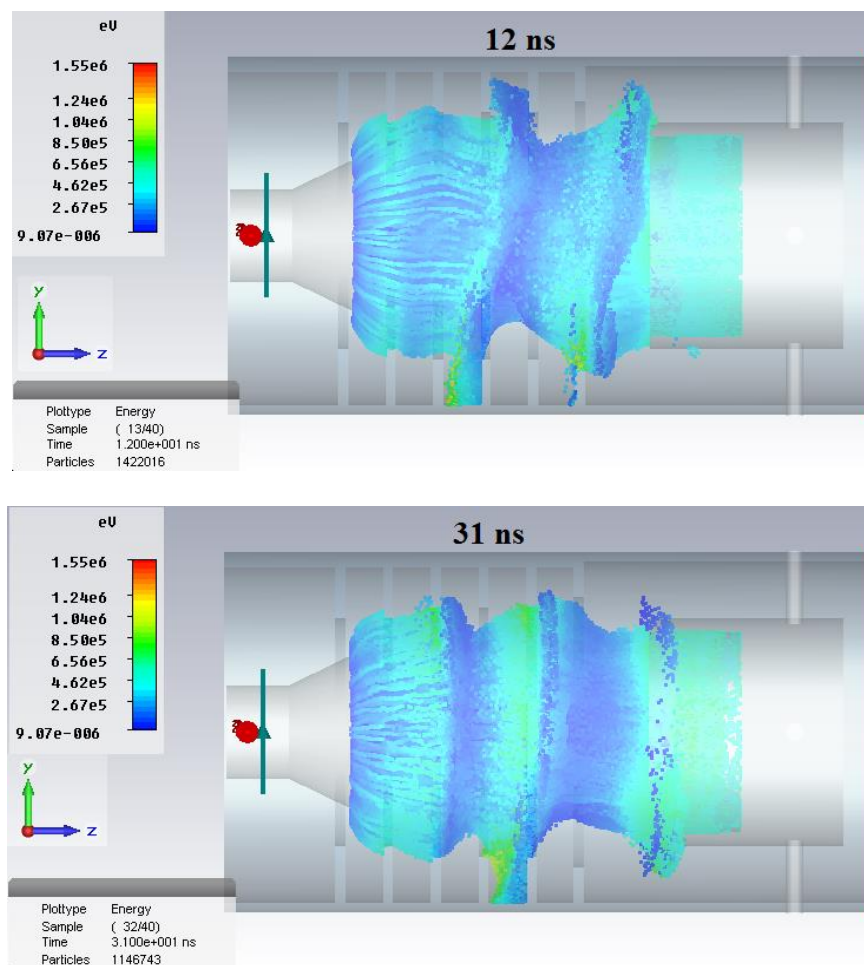 eV
12 ns
1.55e6
1.24e6
1.04e6
8.50e5
6.56e5
4.62e5
2.67e5
9.07e-006
y
z
Plottype Energy
Sample ( 13/40)
Time 1.200e+001 ns
Particles 1422016
eV
31 ns
1.55e6
1.24e6
1.04e6
8.50e5
6.56e5
4.62e5
2.67e5
9.07e-006
y
z
Plottype Energy
Sample ( 32/40)
Time 3.100e+001 ns
Particles 1146743